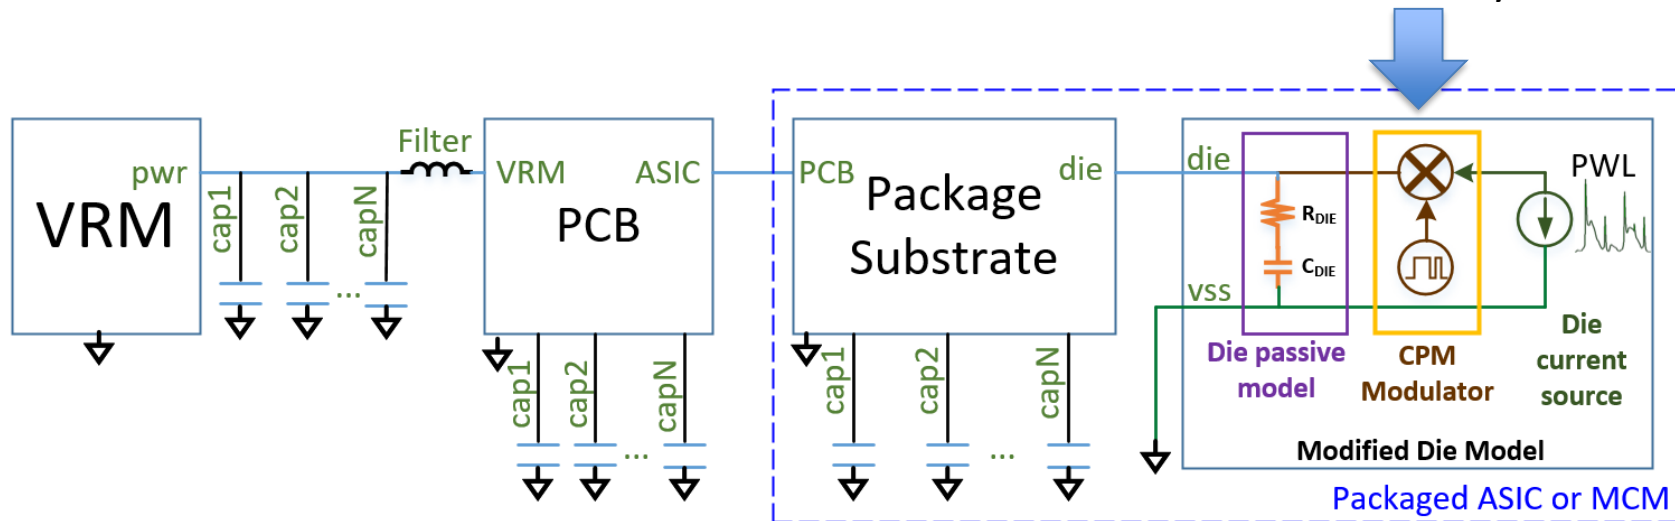 VRM
pwr
cap1
cap2
...
capN
Filter
VRM
ASIC
PCB
cap1
cap2
...
capN
PCB
die
Package
Substrate
cap1
cap2
...
capN
die
vss
RDIE
CDIE
Die passive
model
CPM
Modulator
PWL
Die
current
source
Modified Die Model
Packaged ASIC or MCM